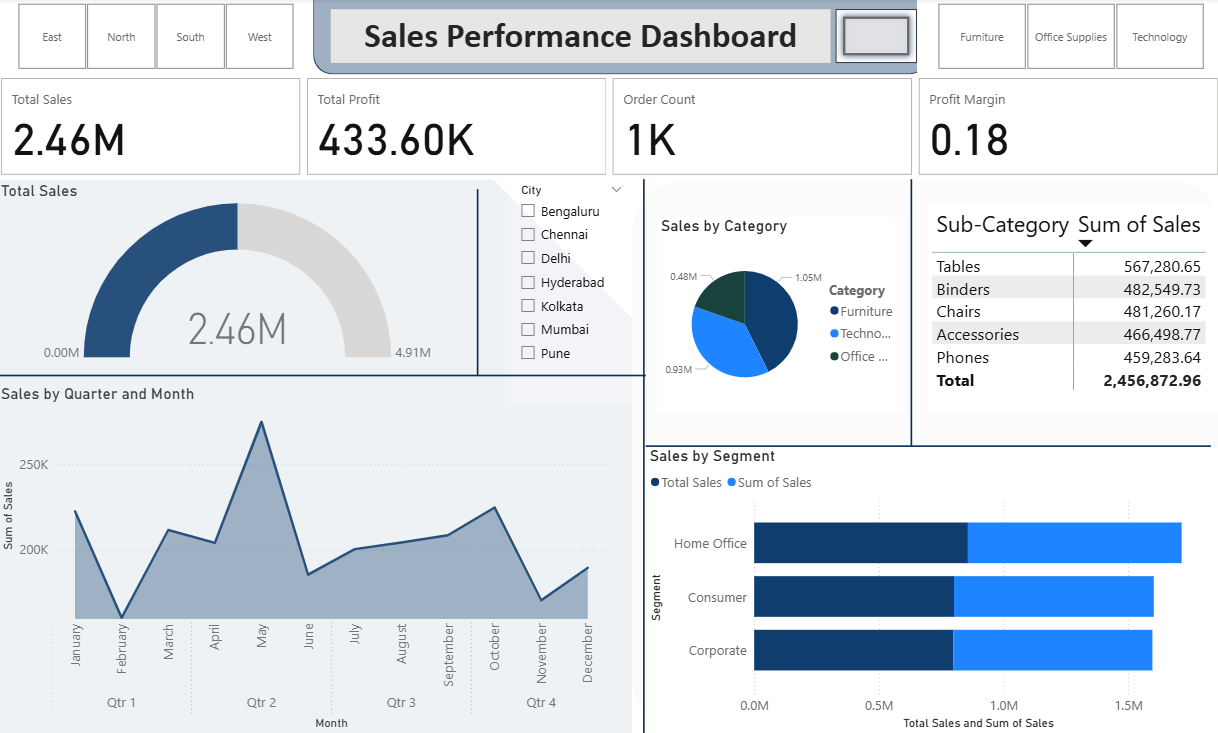 East North South West
Sales Performance Dashboard
Furniture Office Supplies Technology
Total Sales
2.46M
Total Profit
433.60K
Order Count
1K
Profit Margin
0.18
Total Sales
2.46M
0.00M
4.91M
City
Bengaluru
Chennai
Delhi
Hyderabad
Kolkata
Mumbai
Pune
Sales by Category
0.48M
1.05M
0.93M
Category
Furniture
Techno...
Office ...
Sub-Category Sum of Sales
Tables 567,280.65
Binders 482,549.73
Chairs 481,260.17
Accessories 466,498.77
Phones 459,283.64
Total 2,456,872.96
Sales by Quarter and Month
Sum of Sales
250K
200K
January February March April May June July August September October November December
Qtr 1 Qtr 2 Qtr 3 Qtr 4
Month
Sales by Segment
Total Sales Sum of Sales
Segment
Home Office
Consumer
Corporate
0.0M 0.5M 1.0M 1.5M
Total Sales and Sum of Sales